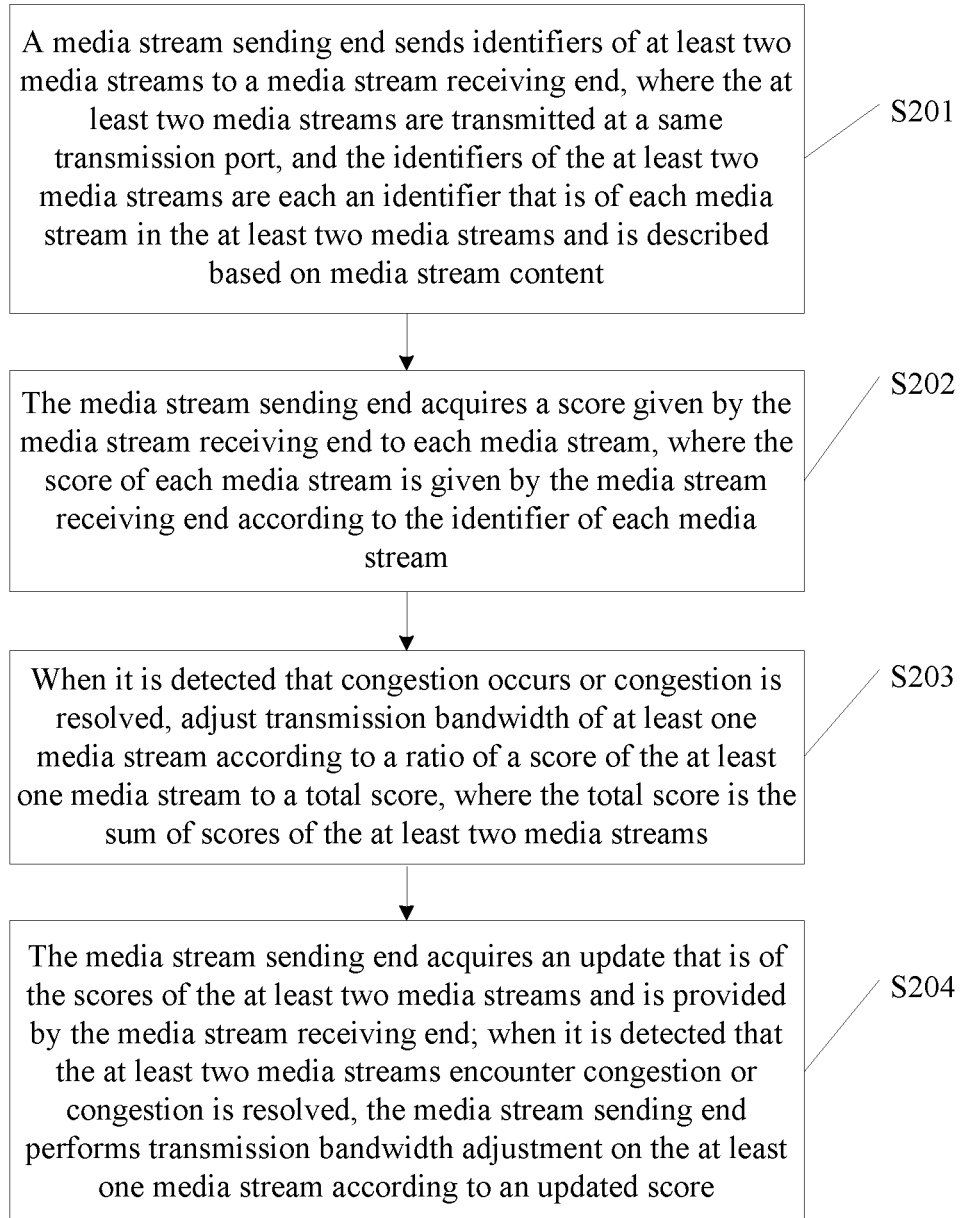 A media stream sending end sends identifiers of at least two
media streams to a media stream receiving end, where the at
least two media streams are transmitted at a same
transmission port, and the identifiers of the at least two
media streams are each an identifier that is of each media
stream in the at least two media streams and is described
based on media stream content
S201
The media stream sending end acquires a score given by the
media stream receiving end to each media stream, where the
score of each media stream is given by the media stream
receiving end according to the identifier of each media
stream
S202
When it is detected that congestion occurs or congestion is
resolved, adjust transmission bandwidth of at least one
media stream according to a ratio of a score of the at least
one media stream to a total score, where the total score is the
sum of scores of the at least two media streams
S203
The media stream sending end acquires an update that is of
the scores of the at least two media streams and is provided
by the media stream receiving end; when it is detected that
the at least two media streams encounter congestion or
congestion is resolved, the media stream sending end
performs transmission bandwidth adjustment on the at least
one media stream according to an updated score
S204